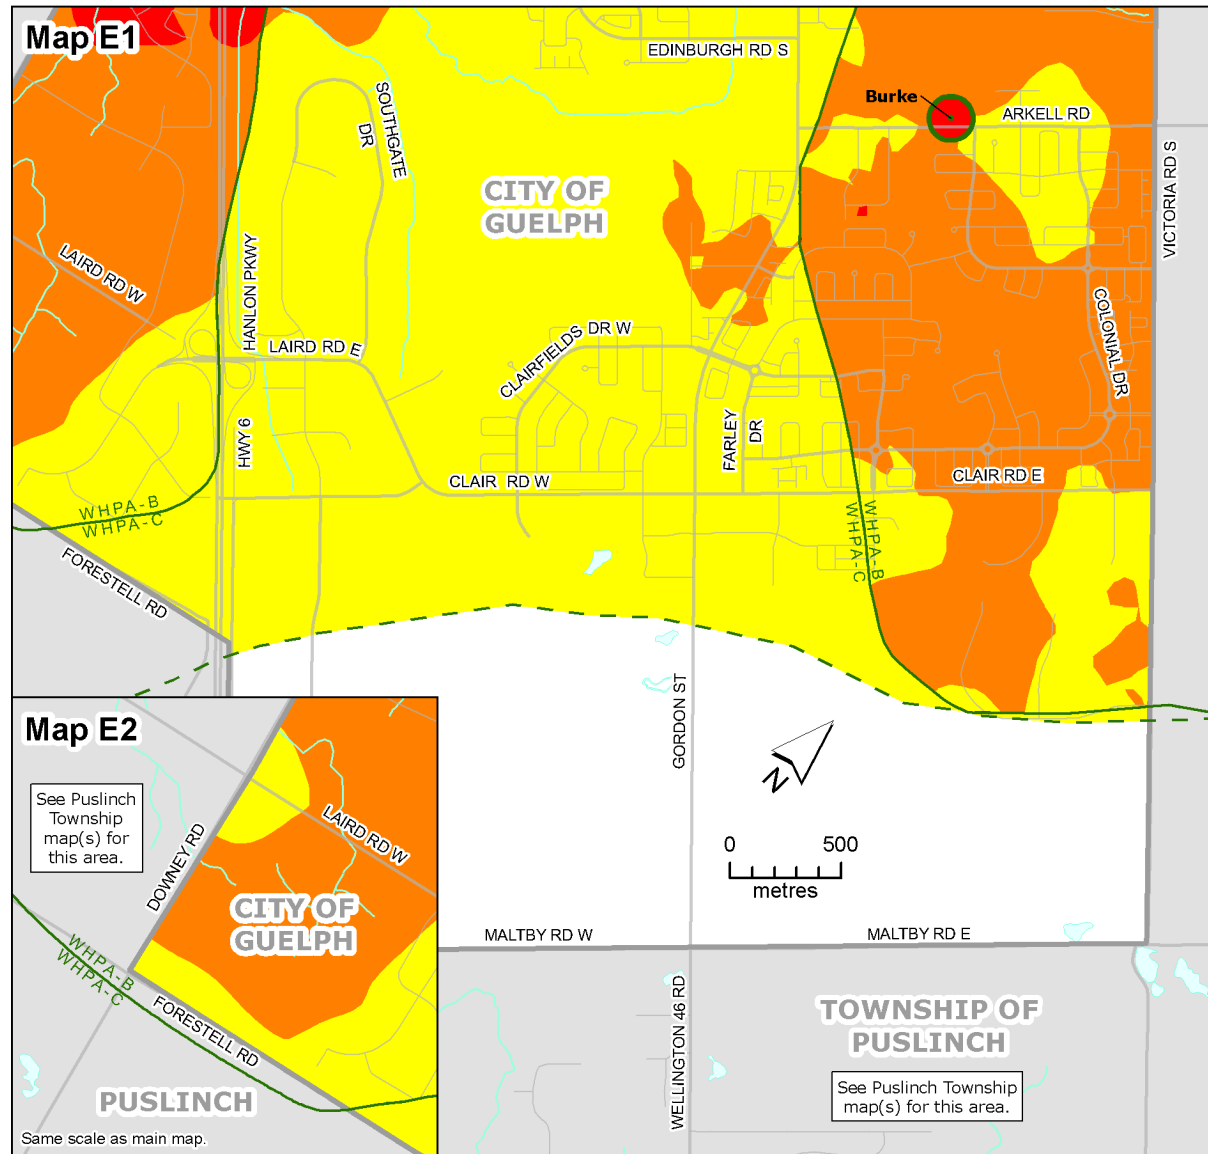 Map E1
EDINBURGH RD S
Burke
ARKELL RD
SOUTHGATE
DR
CITY OF
GUELPH
VICTORIA RD S
LAIRD RD W
HANLON PKWY
LAIRD RD E
CLAIRFIELDS DR W
COLONIAL DR
FARLEY
DR
HWY 6
CLAIR RD W
CLAIR RD E
WHPA-B
WHPA-C
WHPA-B
WHPA-C
FORESTELL RD
GORDON ST
N
0 500
metres
MALTBY RD W
MALTBY RD E
WELLINGTON 46 RD
TOWNSHIP OF
PUSLINCH
See Puslinch Township
map(s) for this area.
Map E2
See Puslinch
Township
map(s) for
this area.
DOWNEY RD
LAIRD RD W
CITY OF
GUELPH
WHPA-B
WHPA-C
FORESTELL RD
PUSLINCH
Same scale as main map.